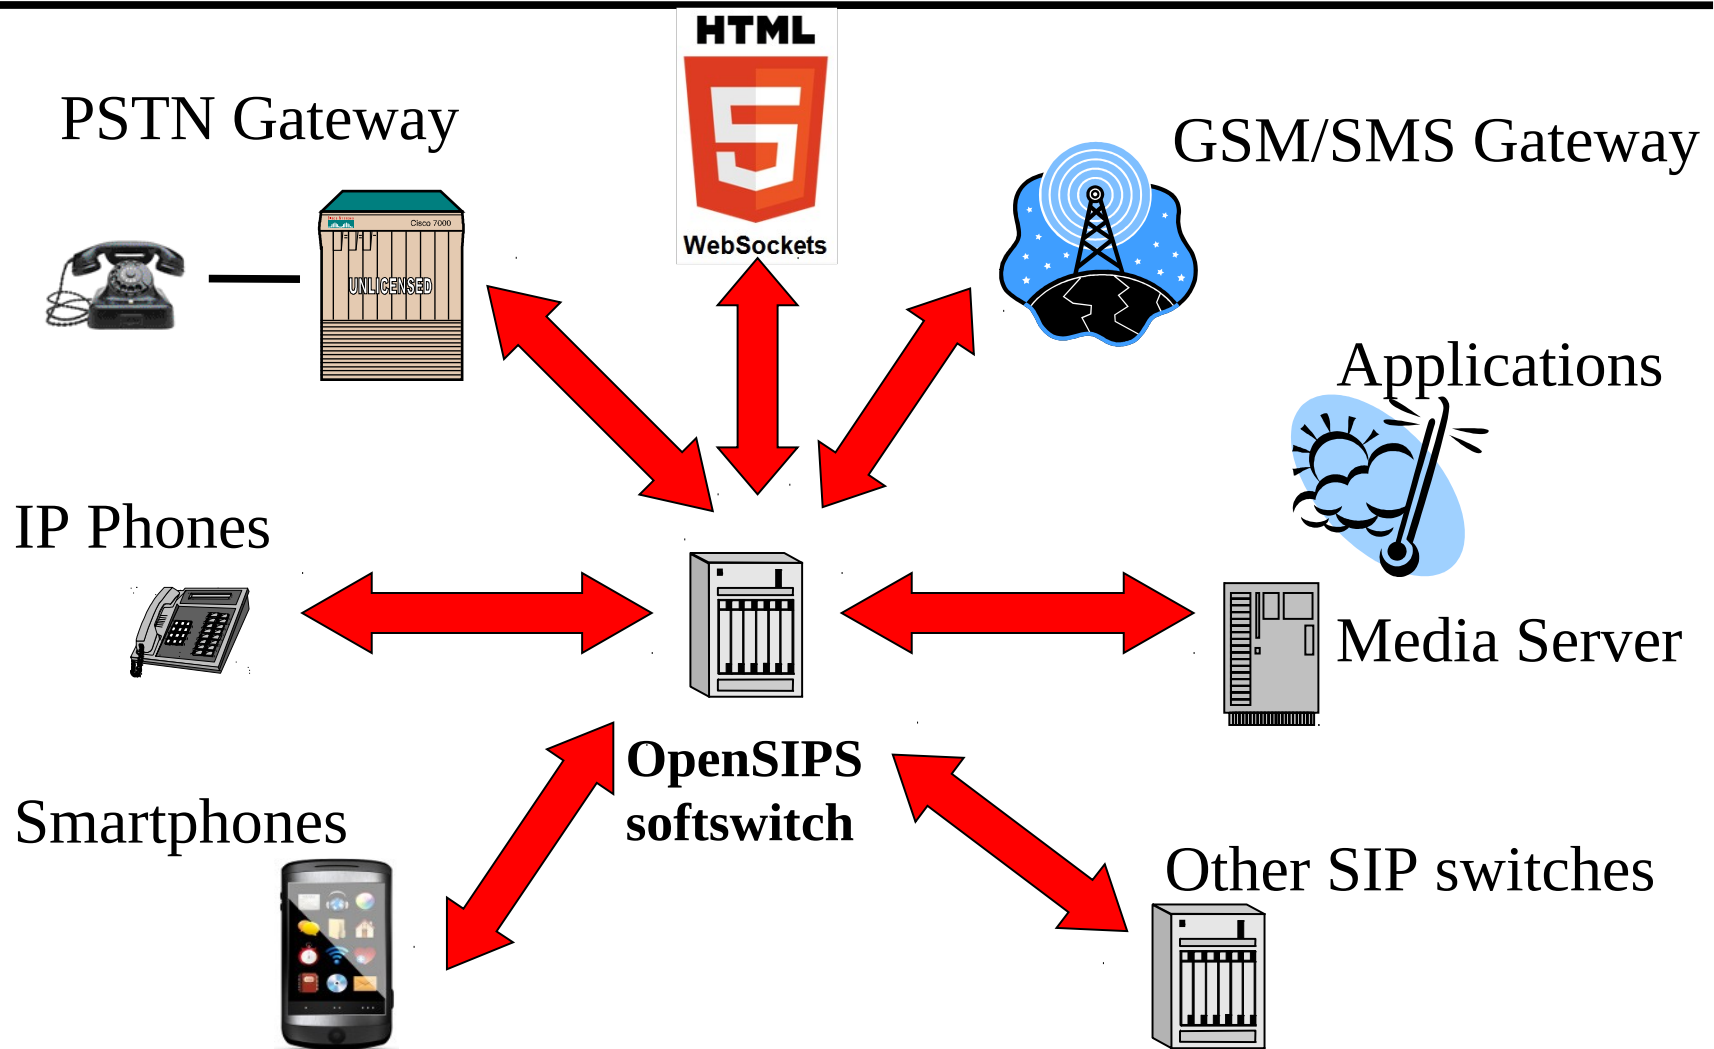 HTML
5
WebSockets
PSTN Gateway
GSM/SMS Gateway
Cisco 7000
UNLICENSED
Applications
IP Phones
Media Server
OpenSIPS
softswitch
Smartphones
Other SIP switches